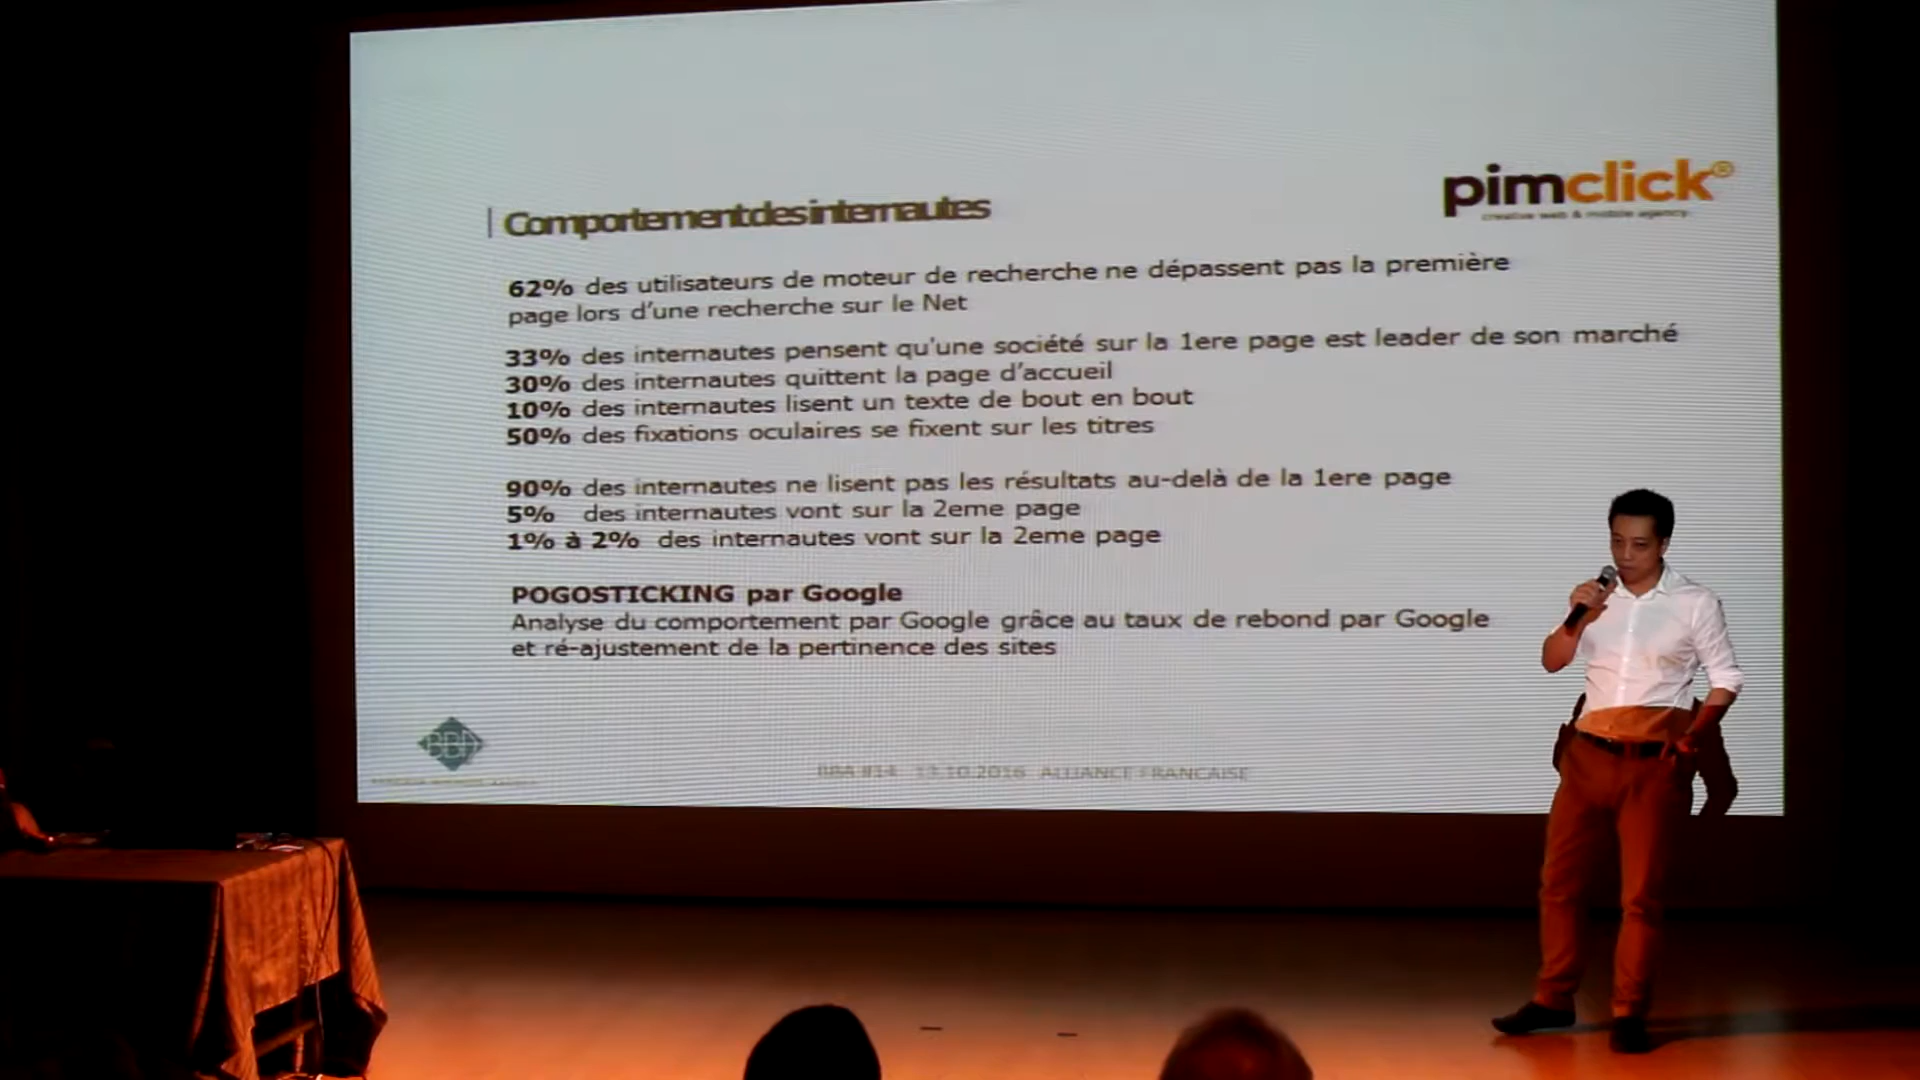 pimclick®
creative web & mobile agency
Comportement des internautes
62% des utilisateurs de moteur de recherche ne dépassent pas la première
page lors d'une recherche sur le Net
33% des internautes pensent qu'une société sur la 1ere page est leader de son marché
30% des internautes quittent la page d'accueil
10% des internautes lisent un texte de bout en bout
50% des fixations oculaires se fixent sur les titres
90% des internautes ne lisent pas les résultats au-delà de la 1ere page
5% des internautes vont sur la 2eme page
1% à 2% des internautes vont sur la 2eme page
POGOSTICKING par Google
Analyse du comportement par Google grâce au taux de rebond par Google
et ré-ajustement de la pertinence des sites
BBA
BBA #14 13.10.2016 ALLIANCE FRANCAISE